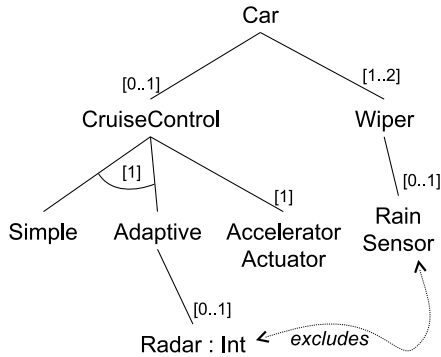 Car
[0..1]
[1..2]
CruiseControl
Wiper
[1]
[1]
[0..1]
Simple
Adaptive
Accelerator
Actuator
Rain
Sensor
[0..1]
Radar : Int
excludes